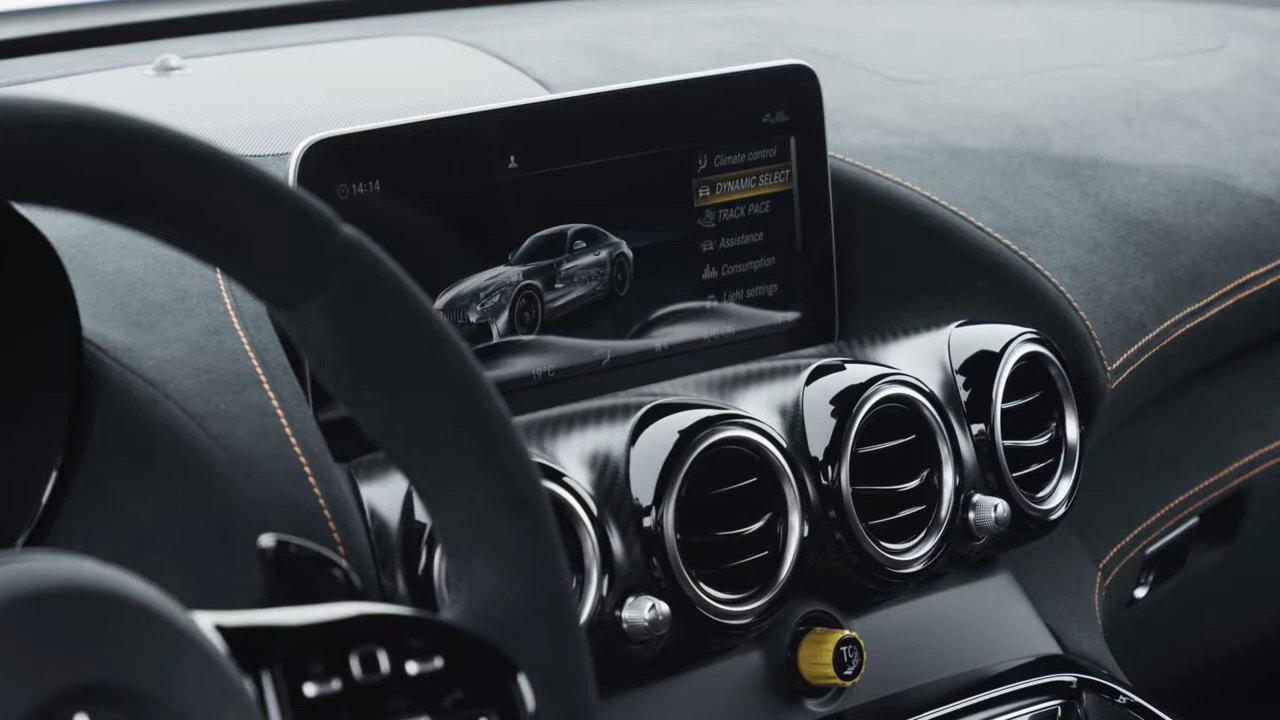 14:14
Climate control
DYNAMIC SELECT
TRACK PACE
Assistance
Consumption
Light settings
19°C
TC